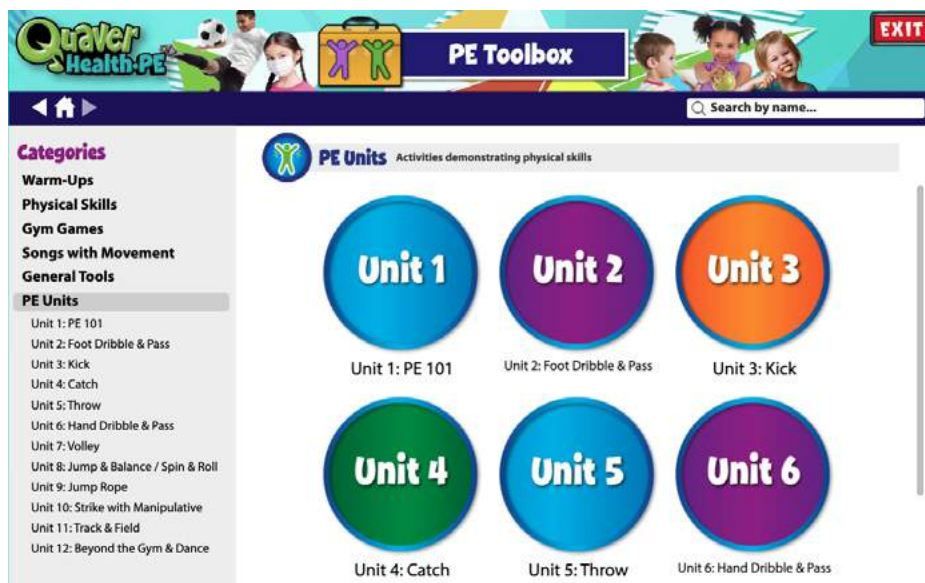 Quaver
Health•PE
PE Toolbox
EXIT
Search by name...
Categories
Warm-Ups
Physical Skills
Gym Games
Songs with Movement
General Tools
PE Units
Unit 1: PE 101
Unit 2: Foot Dribble & Pass
Unit 3: Kick
Unit 4: Catch
Unit 5: Throw
Unit 6: Hand Dribble & Pass
Unit 7: Volley
Unit 8: Jump & Balance / Spin & Roll
Unit 9: Jump Rope
Unit 10: Strike with Manipulative
Unit 11: Track & Field
Unit 12: Beyond the Gym & Dance
PE Units Activities demonstrating physical skills
Unit 1 Unit 2 Unit 3
Unit 1: PE 101 Unit 2: Foot Dribble & Pass Unit 3: Kick
Unit 4 Unit 5 Unit 6
Unit 4: Catch Unit 5: Throw Unit 6: Hand Dribble & Pass